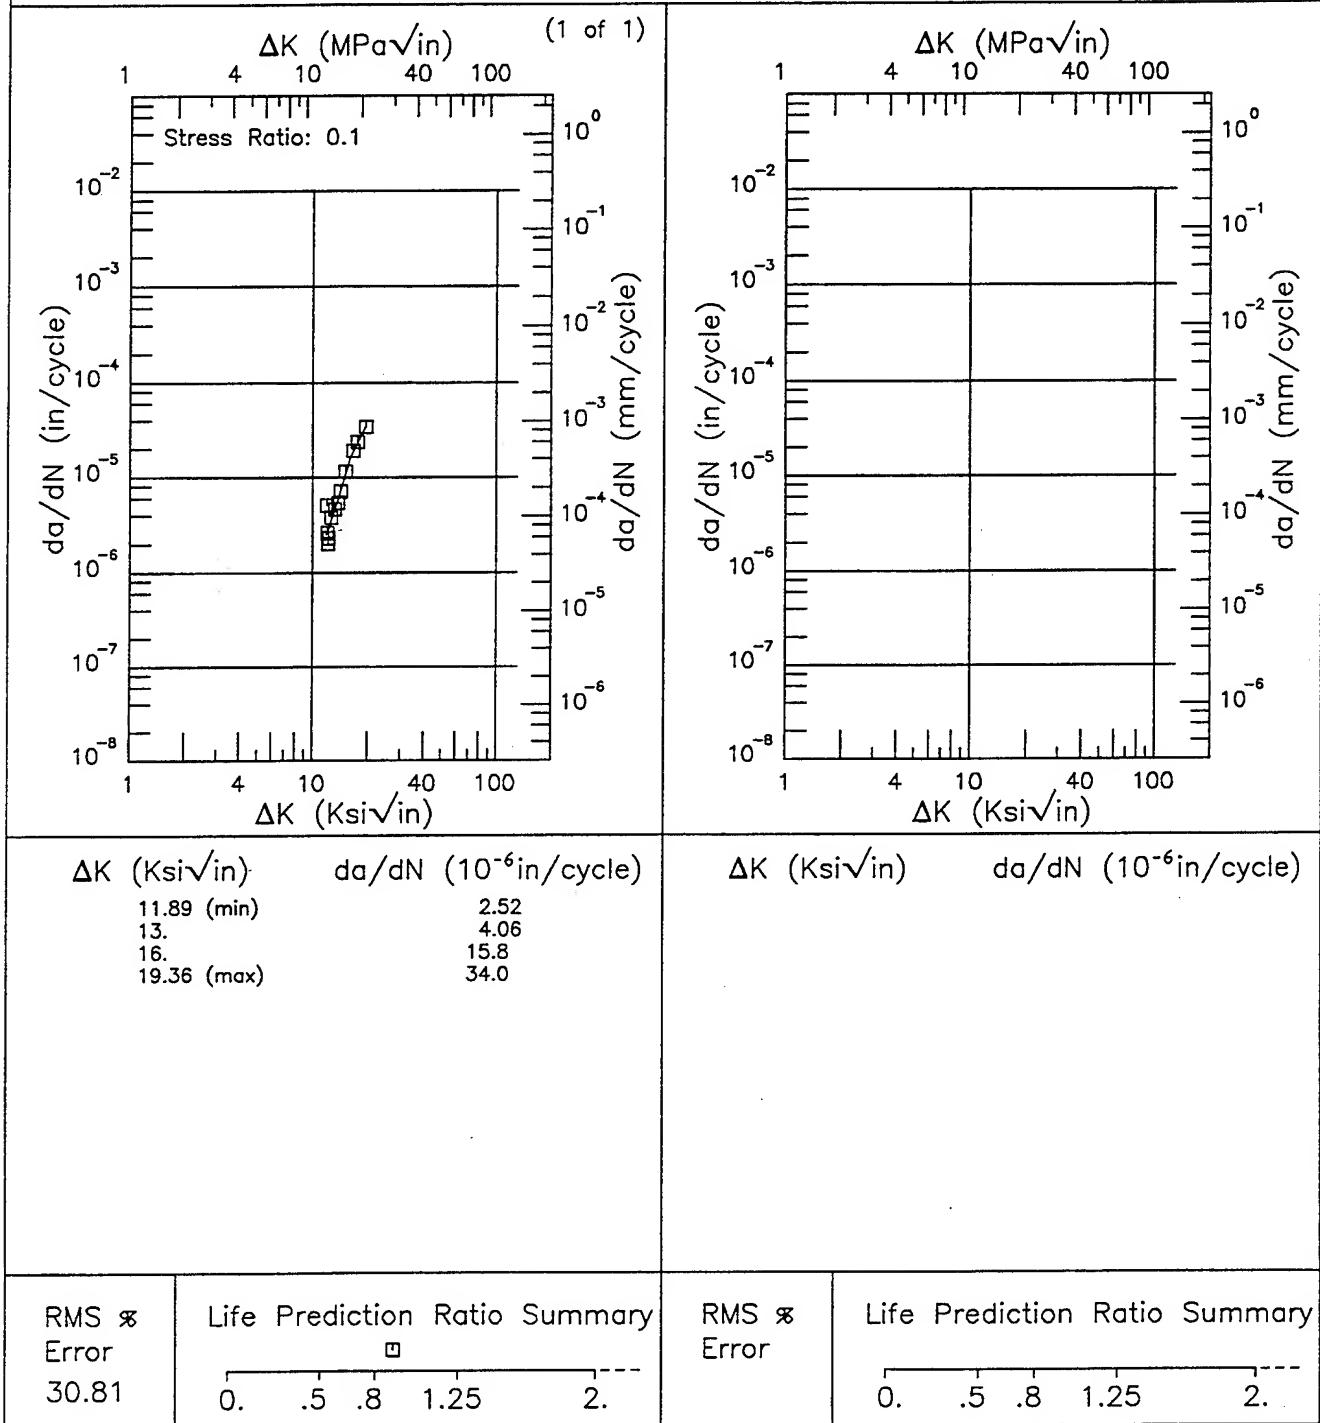 (1 of 1)
ΔK (MPa√in)
1 4 10 40 100
Stress Ratio: 0.1
da/dN (in/cycle)
10⁻²
10⁻³
10⁻⁴
10⁻⁵
10⁻⁶
10⁻⁷
10⁻⁸
10⁰
10⁻¹
10⁻²
10⁻³
10⁻⁴
10⁻⁵
10⁻⁶
da/dN (mm/cycle)
1 4 10 40 100
ΔK (Ksi√in)
ΔK (MPa√in)
1 4 10 40 100
da/dN (in/cycle)
10⁻²
10⁻³
10⁻⁴
10⁻⁵
10⁻⁶
10⁻⁷
10⁻⁸
10⁰
10⁻¹
10⁻²
10⁻³
10⁻⁴
10⁻⁵
10⁻⁶
da/dN (mm/cycle)
1 4 10 40 100
ΔK (Ksi√in)
ΔK (Ksi√in) da/dN (10⁻⁶in/cycle)
11.89 (min) 2.52
13. 4.06
16. 15.8
19.36 (max) 34.0
ΔK (Ksi√in) da/dN (10⁻⁶in/cycle)
RMS %
Error
30.81
Life Prediction Ratio Summary
0. .5 .8 1.25 2.
RMS %
Error
Life Prediction Ratio Summary
0. .5 .8 1.25 2.